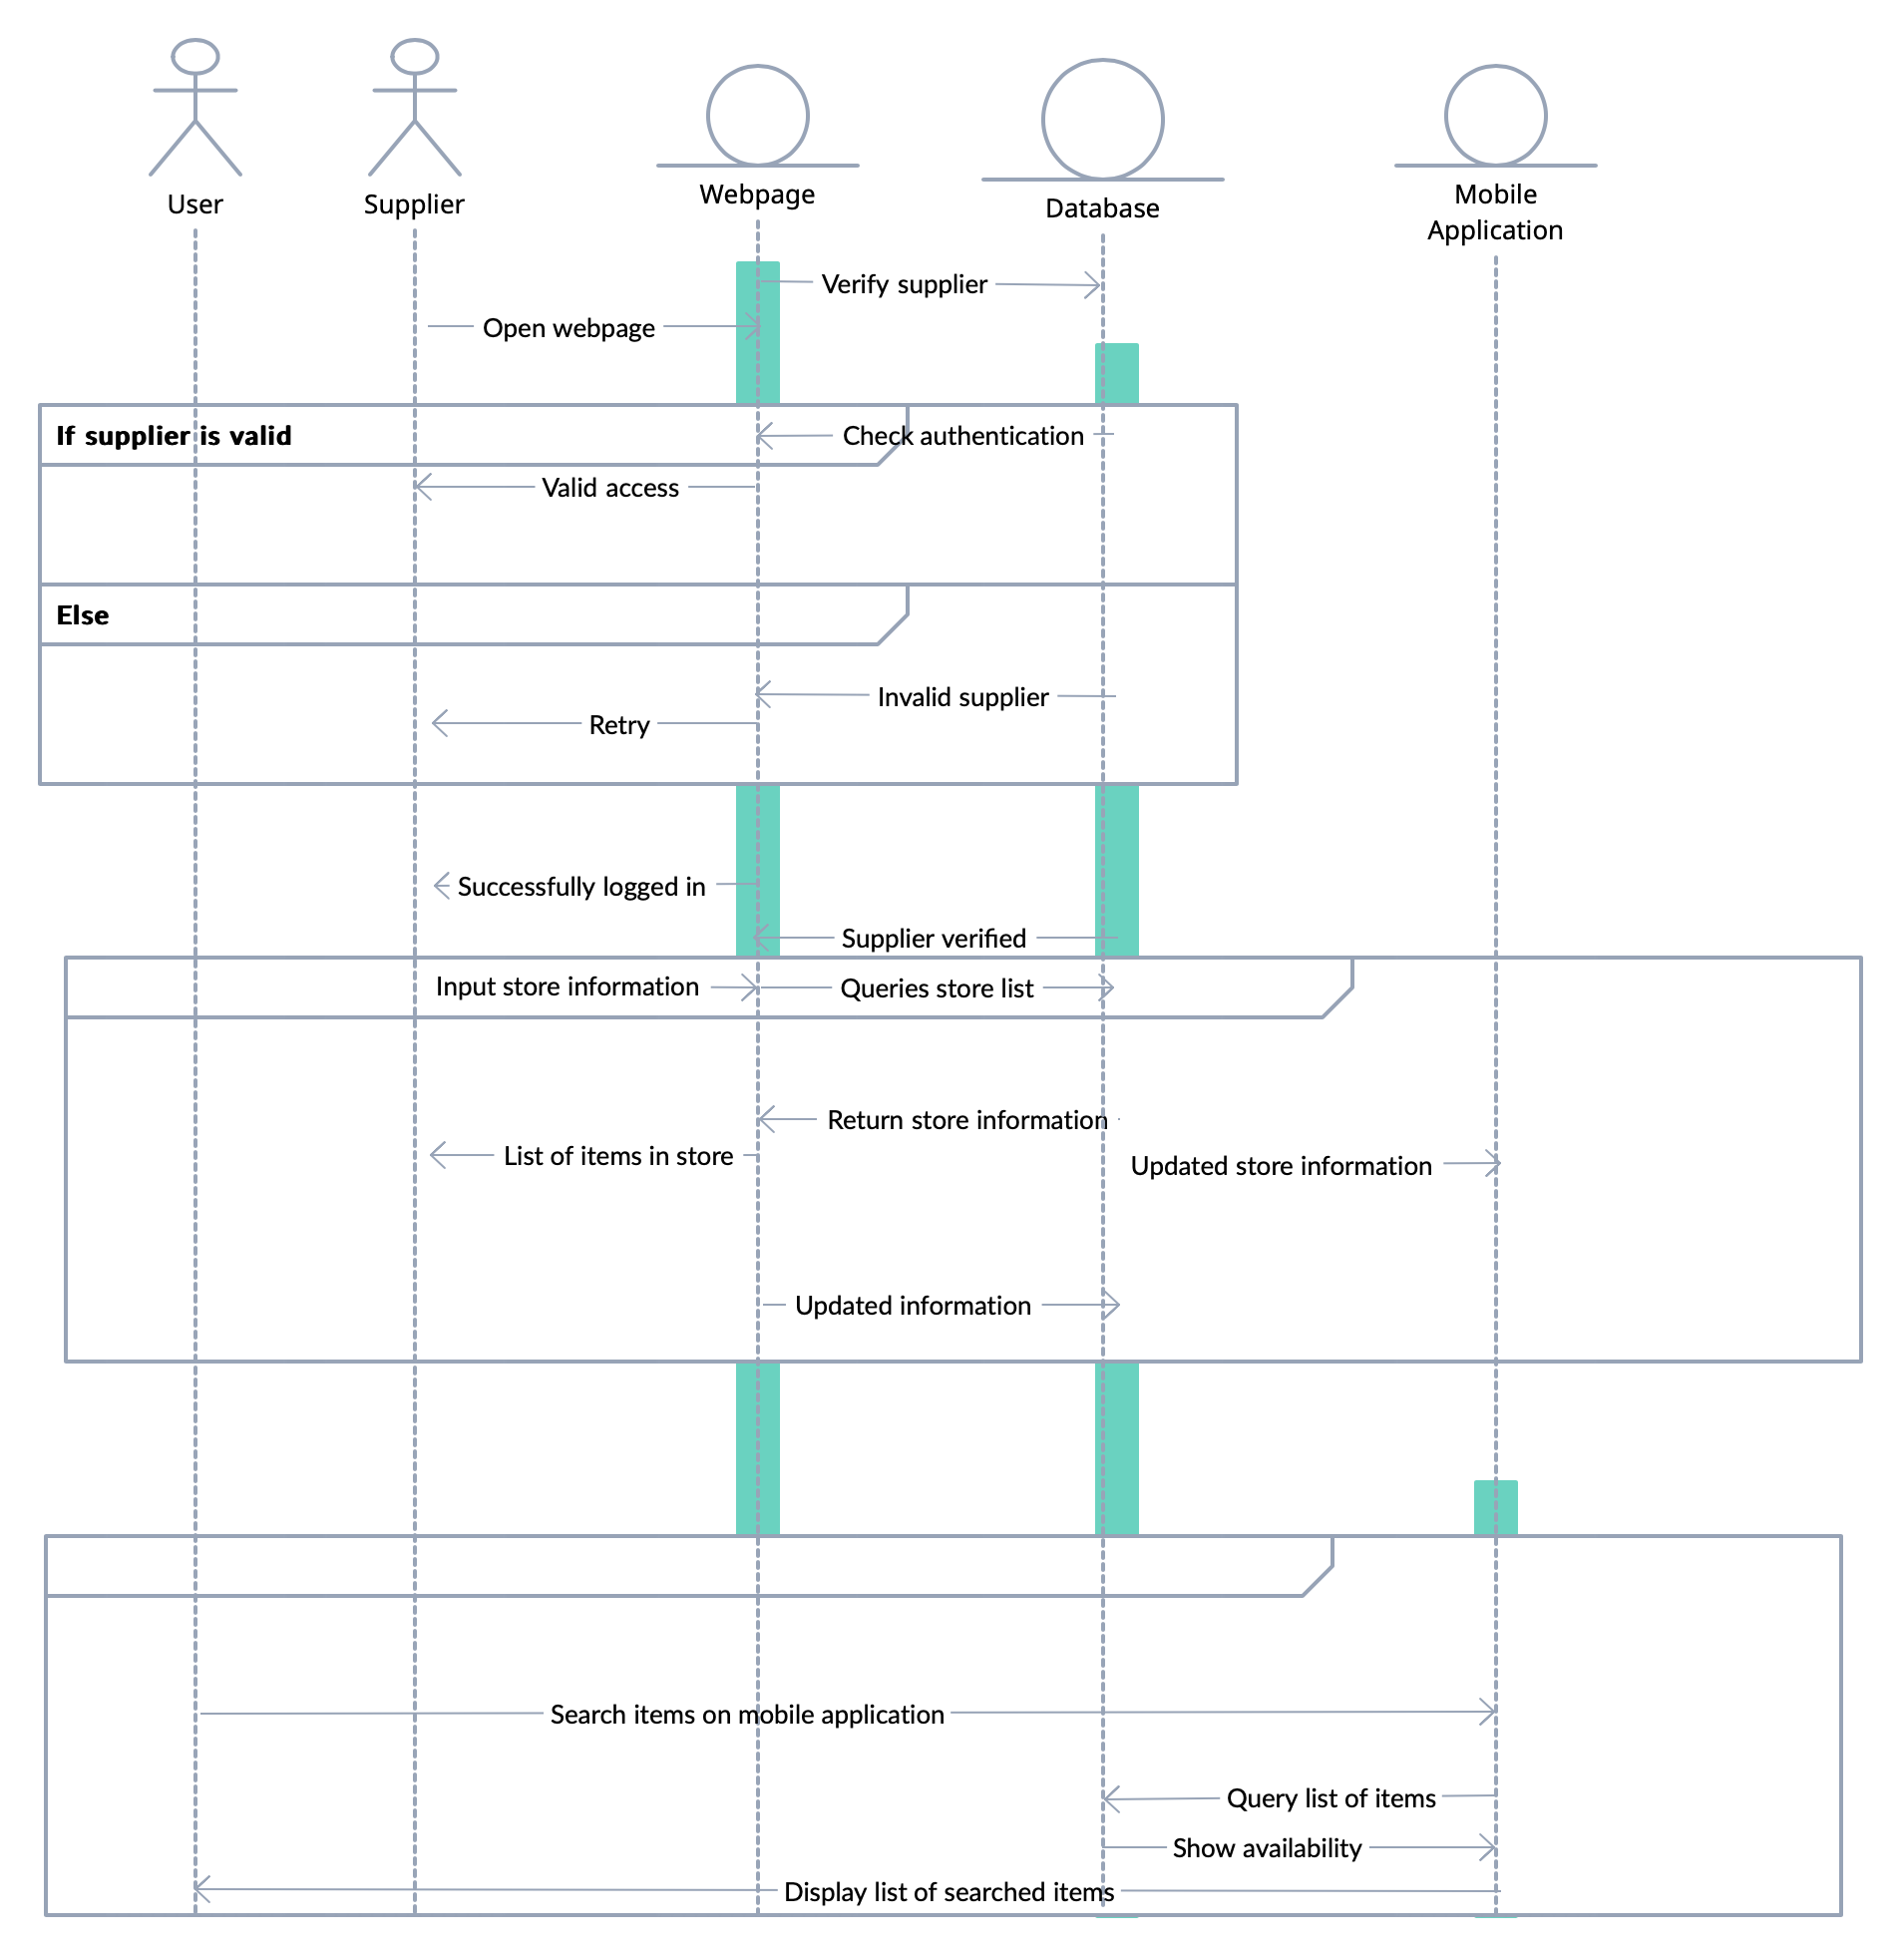 User
Supplier
Webpage
Database
Mobile
Application
Verify supplier
Open webpage
If supplier is valid
Check authentication
Valid access
Else
Invalid supplier
Retry
Successfully logged in
Supplier verified
Input store information
Queries store list
Return store information
List of items in store
Updated store information
Updated information
Search items on mobile application
Query list of items
Show availability
Display list of searched items